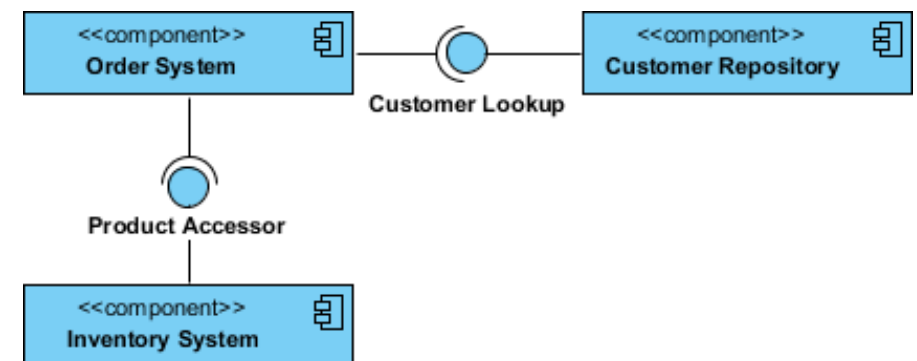 <<component>>
Order System
<<component>>
Customer Repository
Customer Lookup
Product Accessor
<<component>>
Inventory System